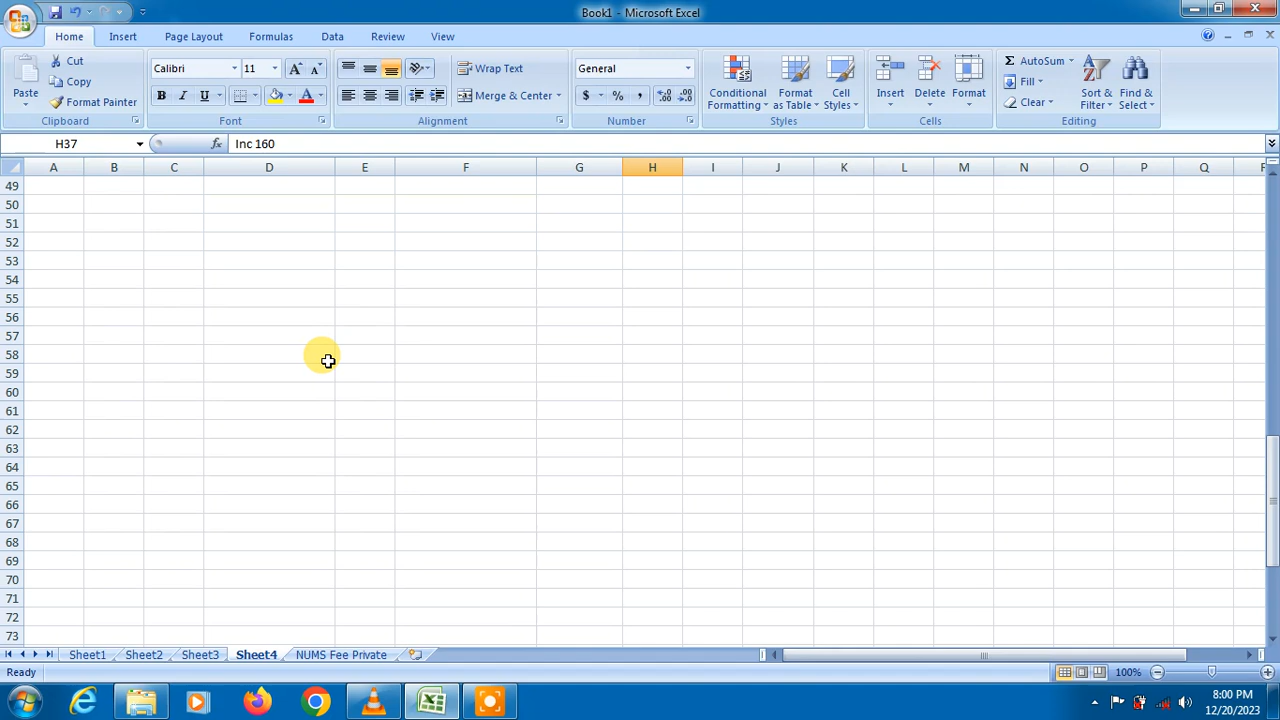 Book1 - Microsoft Excel
Home Insert Page Layout Formulas Data Review View
Paste Cut Calibri 11 Wrap Text General Conditional Formatting Format as Table Cell Styles Insert Delete Format AutoSum Sort & Filter Find & Select
Copy Fill
Format Painter B I U A Merge & Center $ % , Clear
Clipboard Font Alignment Number Styles Cells Editing
H37 fx Inc 160
A B C D E F G H I J K L M N O P Q
49
50
51
52
53
54
55
56
57
58
59
60
61
62
63
64
65
66
67
68
69
70
71
72
73
Sheet1 Sheet2 Sheet3 Sheet4 NUMS Fee Private
Ready 100%
8:00 PM
12/20/2023